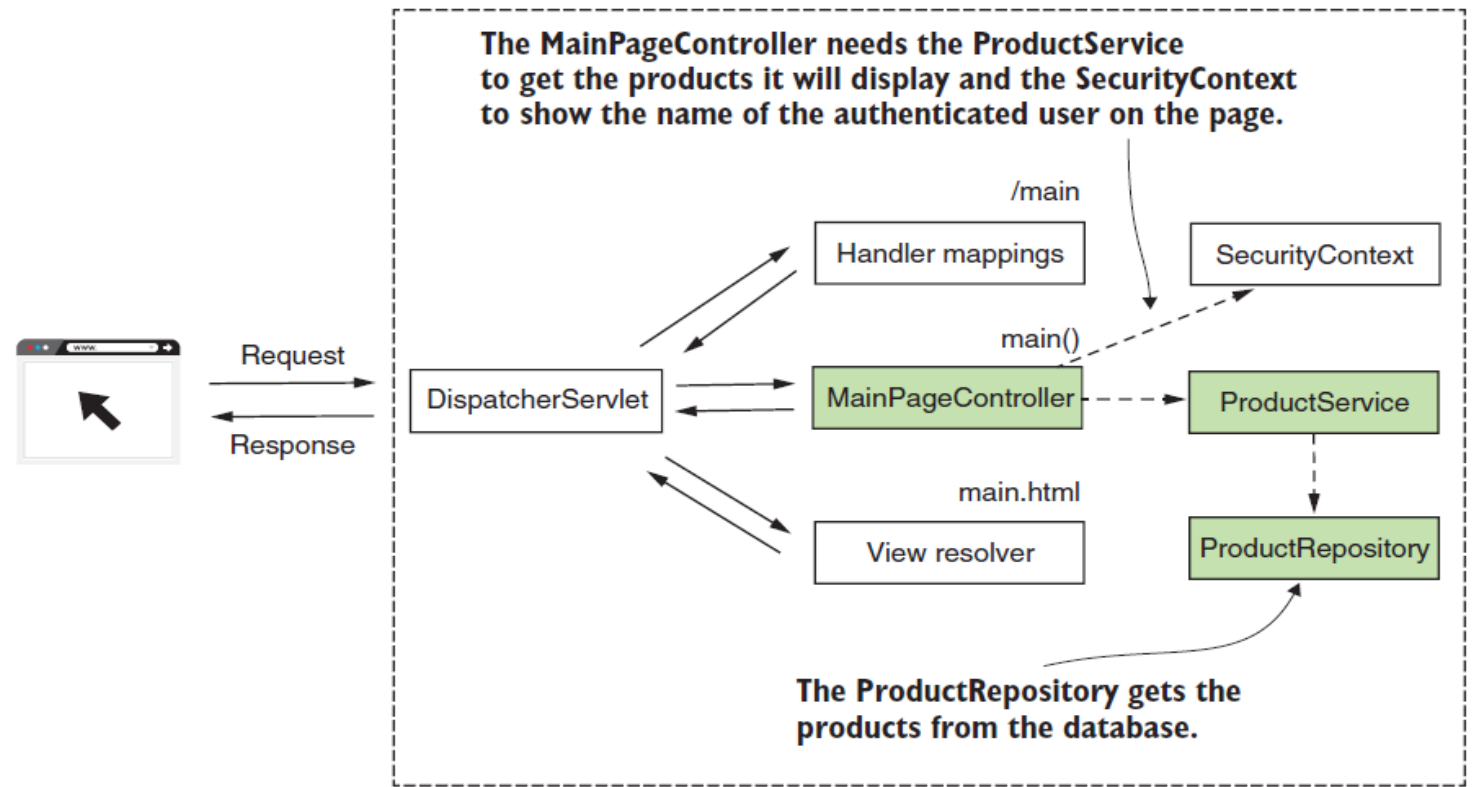 The MainPageController needs the ProductService
to get the products it will display and the SecurityContext
to show the name of the authenticated user on the page.
/main
Handler mappings
SecurityContext
www.
Request
main()
DispatcherServlet
MainPageController
ProductService
Response
main.html
View resolver
ProductRepository
The ProductRepository gets the
products from the database.